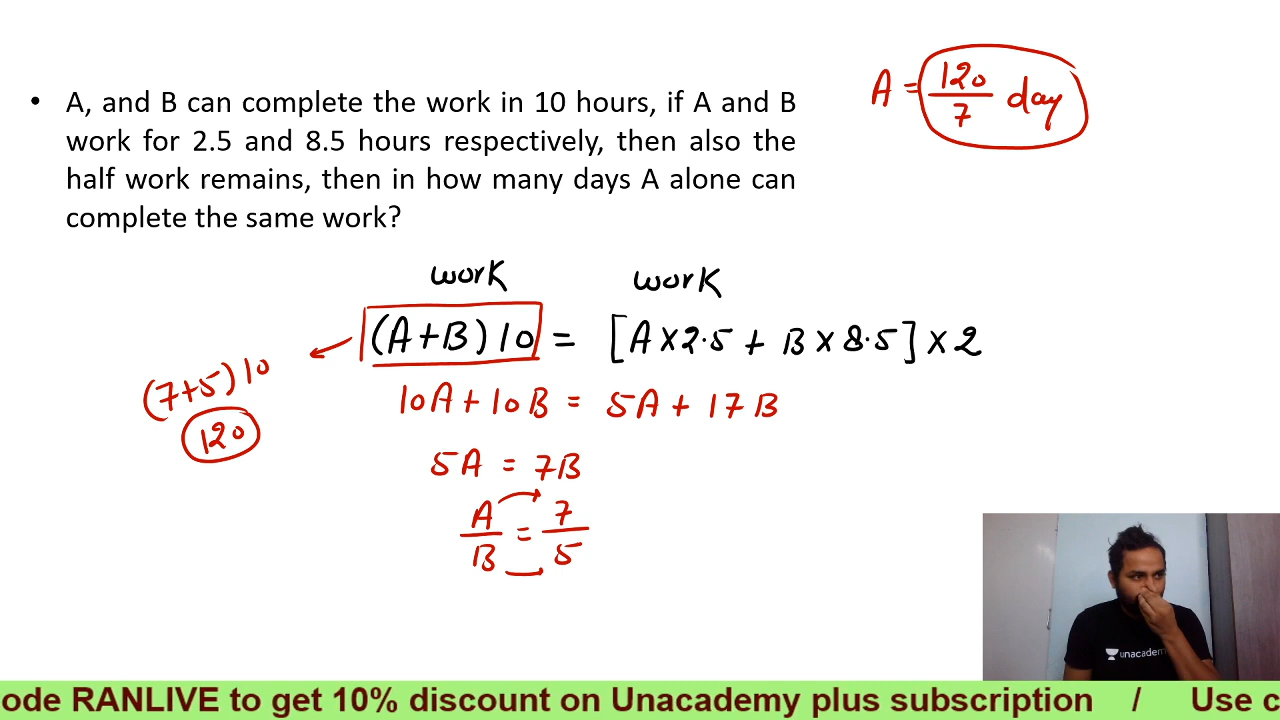 • A, and B can complete the work in 10 hours, if A and B
work for 2.5 and 8.5 hours respectively, then also the
half work remains, then in how many days A alone can
complete the same work?
A = 120/7 day
work work
(A+B) 10 = [A×2.5 + B×8.5]×2
(7+5) 10
120
10A + 10B = 5A + 17B
5A = 7B
A/B = 7/5
unacadem
ode RANLIVE to get 10% discount on Unacademy plus subscription / Use c